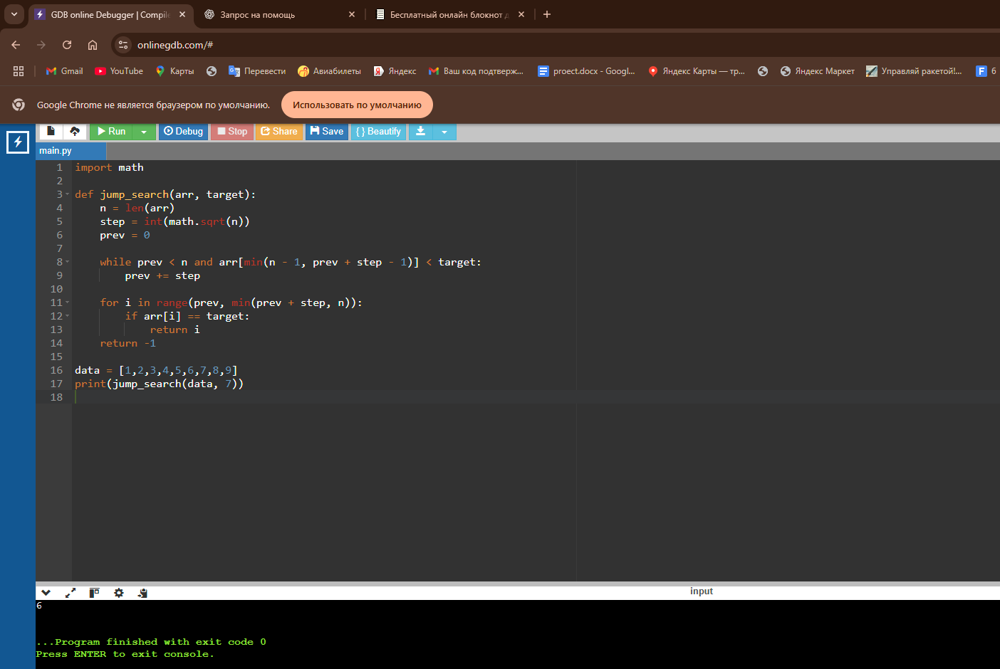 GDB online Debugger | Compile
Запрос на помощь
Бесплатный онлайн блокнот д
onlinegdb.com/#
Gmail
YouTube
Карты
Перевести
Авиабилеты
Яндекс
Ваш код подтверж...
proect.docx - Googl...
Яндекс Карты — тр...
Яндекс Маркет
Управляй ракетой!...
6
Google Chrome не является браузером по умолчанию.
Использовать по умолчанию
Run
Debug
Stop
Share
Save
{ } Beautify
main.py
1 import math
2
3 def jump_search(arr, target):
4     n = len(arr)
5     step = int(math.sqrt(n))
6     prev = 0
7
8     while prev < n and arr[min(n - 1, prev + step - 1)] < target:
9         prev += step
10
11     for i in range(prev, min(prev + step, n)):
12         if arr[i] == target:
13             return i
14     return -1
15
16 data = [1,2,3,4,5,6,7,8,9]
17 print(jump_search(data, 7))
18
input
6
...Program finished with exit code 0
Press ENTER to exit console.